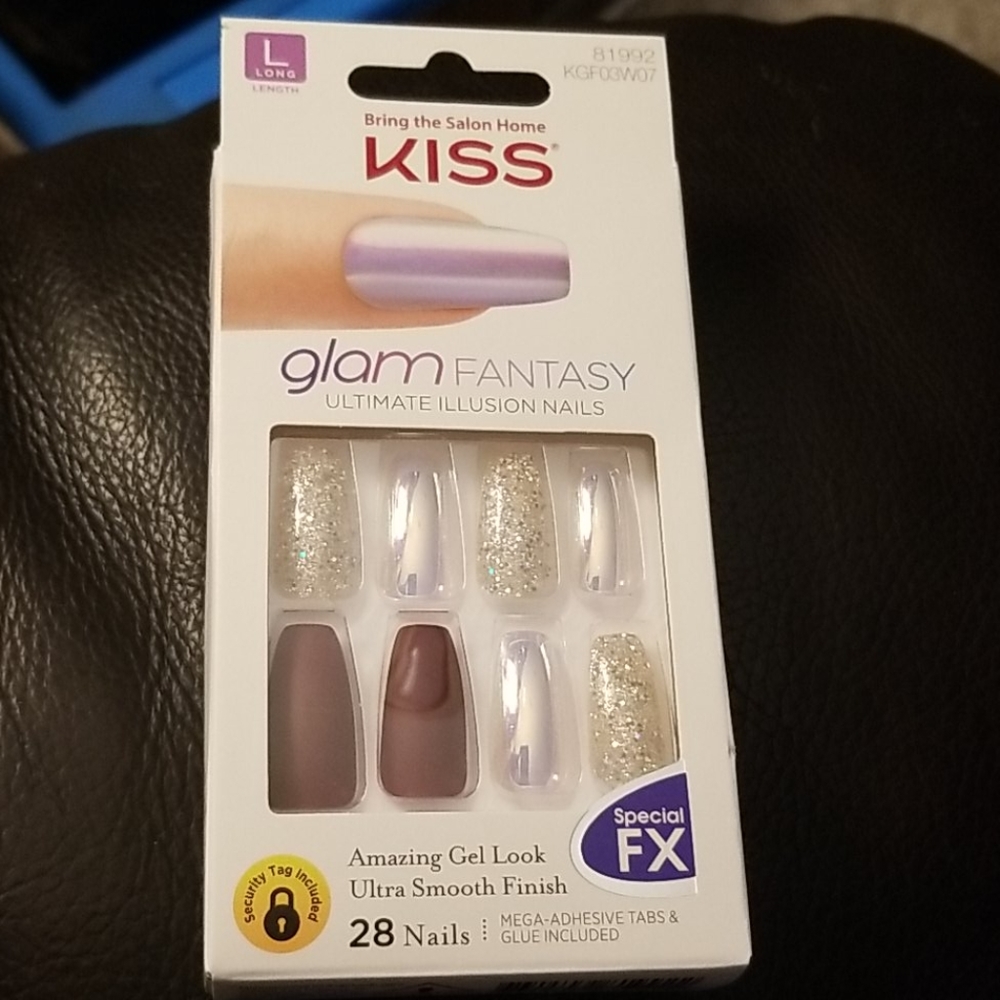 L
LONG
LENGTH
81992
KGF03W07
Bring the Salon Home
KISS®
glam FANTASY
ULTIMATE ILLUSION NAILS
Special
FX
Security Tag Included
Amazing Gel Look
Ultra Smooth Finish
28 Nails
MEGA-ADHESIVE TABS &
GLUE INCLUDED